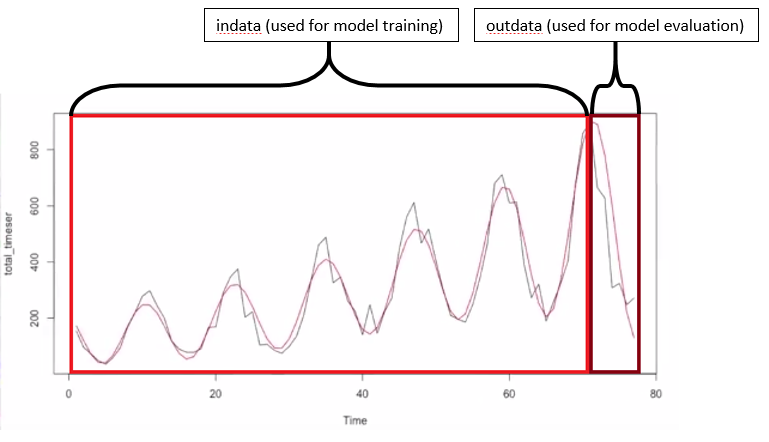 indata (used for model training)
outdata (used for model evaluation)
total_timeser
800
600
400
200
0
20
40
60
80
Time